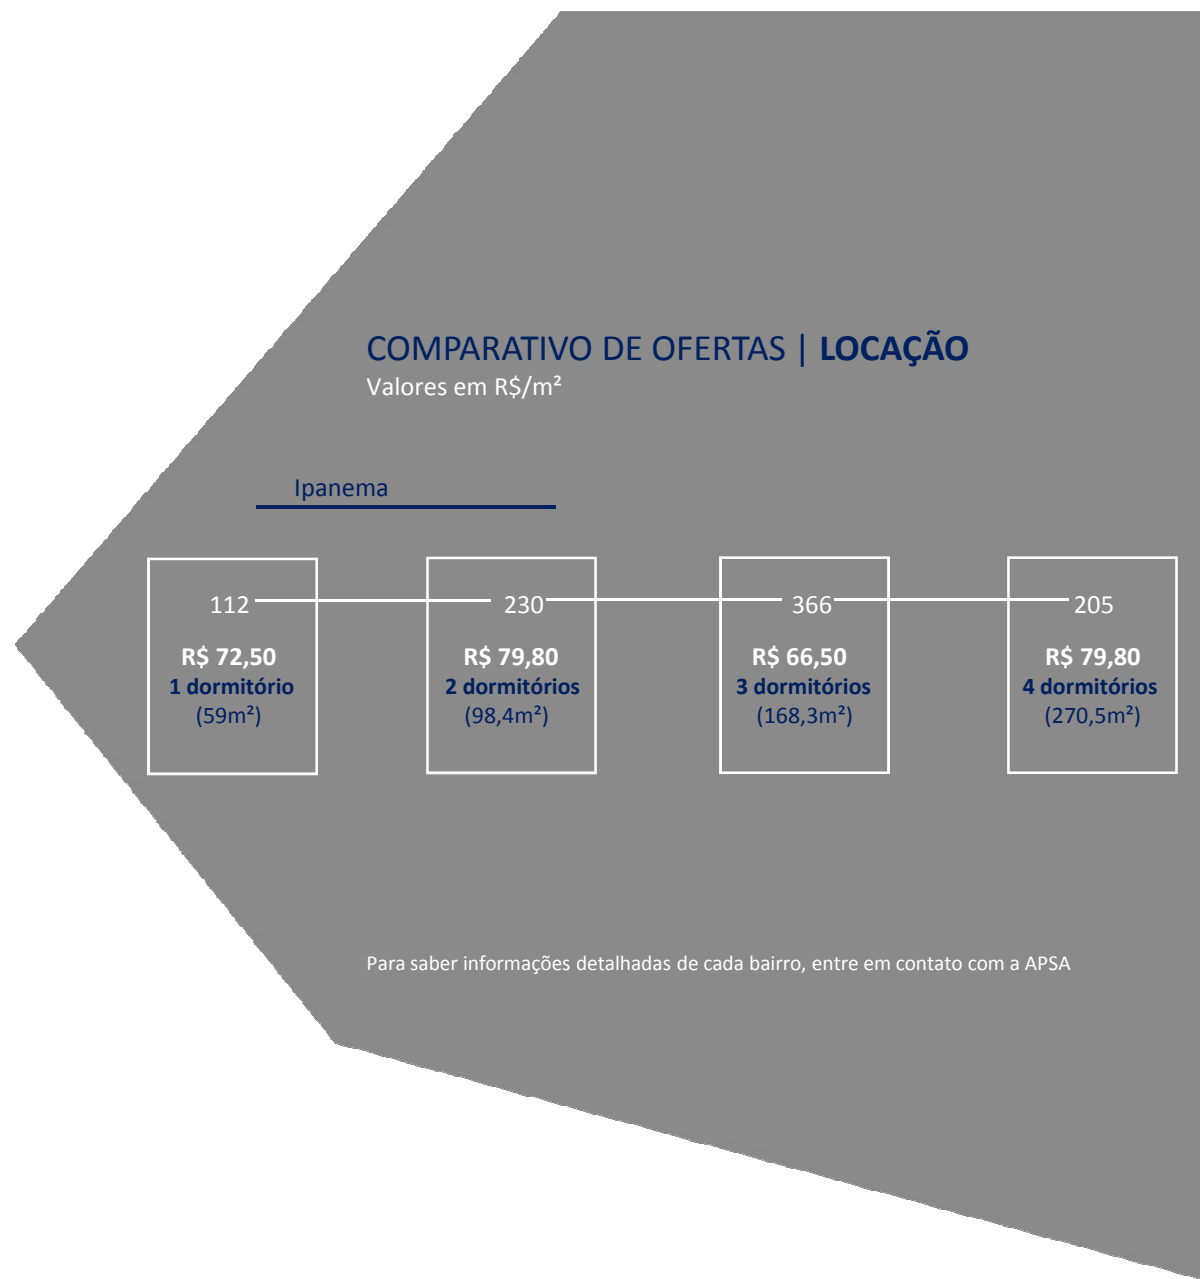 COMPARATIVO DE OFERTAS | LOCAÇÃO
Valores em R$/m²
Ipanema
112
R$ 72,50
1 dormitório
(59m²)
230
R$ 79,80
2 dormitórios
(98,4m²)
366
R$ 66,50
3 dormitórios
(168,3m²)
205
R$ 79,80
4 dormitórios
(270,5m²)
Para saber informações detalhadas de cada bairro, entre em contato com a APSA